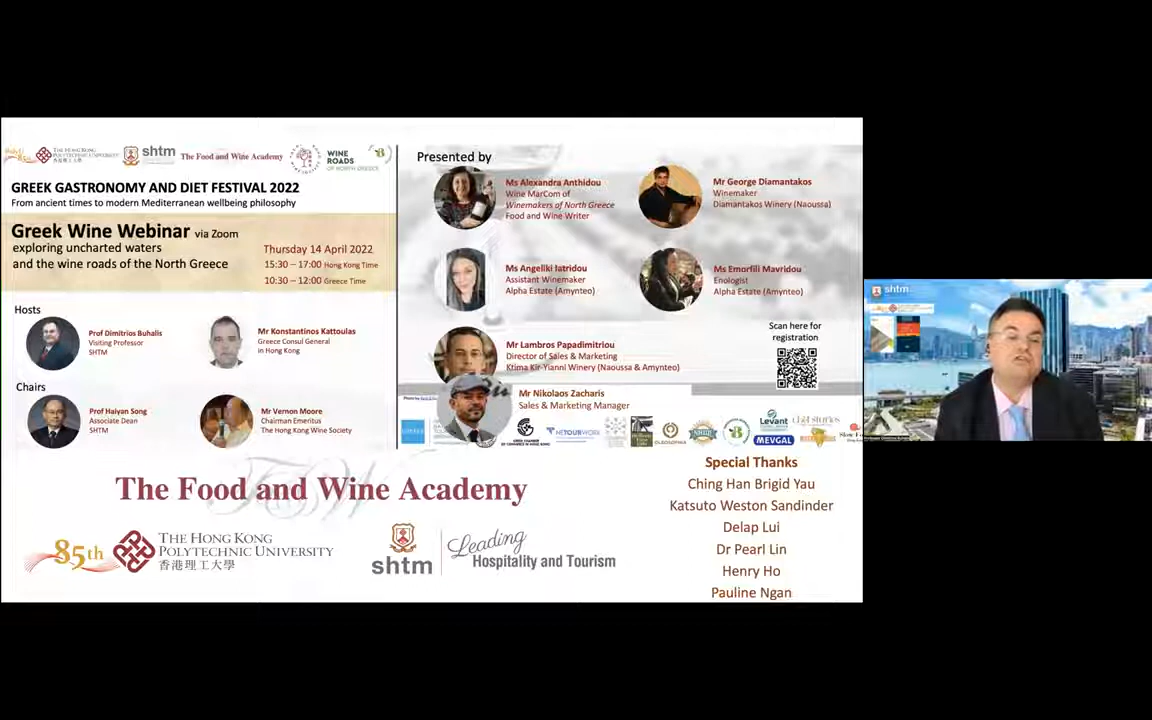 THE HONG KONG
POLYTECHNIC UNIVERSITY
香港理工大學
shtm
The Food and Wine Academy
WINE
ROADS
OF NORTH GREECE
GREEK GASTRONOMY AND DIET FESTIVAL 2022
From ancient times to modern Mediterranean wellbeing philosophy
Greek Wine Webinar via Zoom
exploring uncharted waters
and the wine roads of the North Greece
Thursday 14 April 2022
15:30 – 17:00 Hong Kong Time
10:30 – 12:00 Greece Time
Hosts
Prof Dimitrios Buhalis
Visiting Professor
SHTM
Mr Konstantinos Kattoulas
Greece Consul General
in Hong Kong
Chairs
Prof Haiyan Song
Associate Dean
SHTM
Mr Vernon Moore
Chairman Emeritus
The Hong Kong Wine Society
Presented by
Ms Alexandra Anthidou
Wine MarCom of
Winemakers of North Greece
Food and Wine Writer
Mr George Diamantakos
Winemaker
Diamantakos Winery (Naoussa)
Ms Angeliki Iatridou
Assistant Winemaker
Alpha Estate (Amynteo)
Ms Emorfili Mavridou
Enologist
Alpha Estate (Amynteo)
Mr Lambros Papadimitriou
Director of Sales & Marketing
Ktima Kir-Yianni Winery (Naoussa & Amynteo)
Scan here for
registration
Mr Nikolaos Zacharis
Sales & Marketing Manager
NETOUSWORX
OLEOSOPHIA
Levant
MEVGAL
The Food and Wine Academy
85th
THE HONG KONG
POLYTECHNIC UNIVERSITY
香港理工大學
shtm
Leading
Hospitality and Tourism
Special Thanks
Ching Han Brigid Yau
Katsuto Weston Sandinder
Delap Lui
Dr Pearl Lin
Henry Ho
Pauline Ngan
shtm